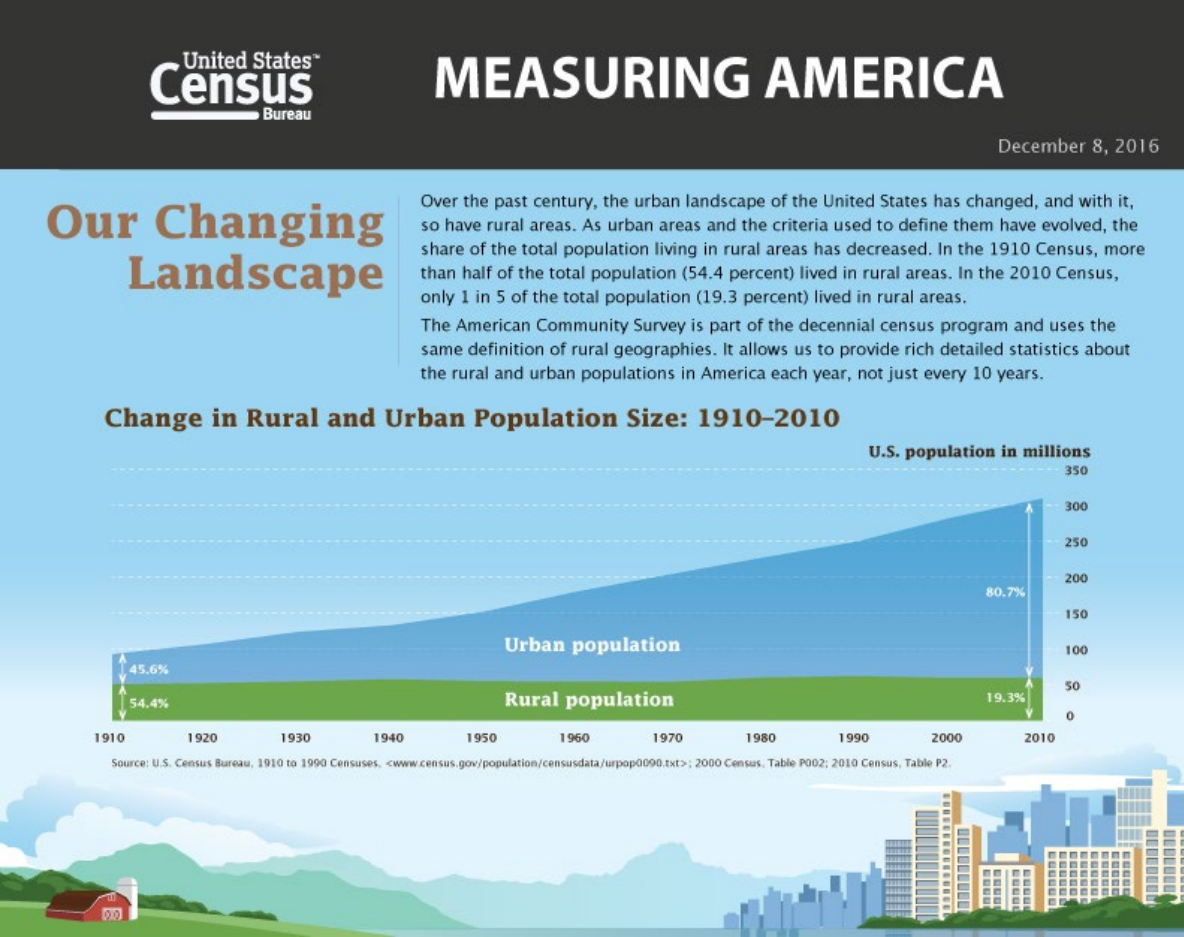 United States™
Census
Bureau
MEASURING AMERICA
December 8, 2016
Our Changing
Landscape
Over the past century, the urban landscape of the United States has changed, and with it,
so have rural areas. As urban areas and the criteria used to define them have evolved, the
share of the total population living in rural areas has decreased. In the 1910 Census, more
than half of the total population (54.4 percent) lived in rural areas. In the 2010 Census,
only 1 in 5 of the total population (19.3 percent) lived in rural areas.
The American Community Survey is part of the decennial census program and uses the
same definition of rural geographies. It allows us to provide rich detailed statistics about
the rural and urban populations in America each year, not just every 10 years.
Change in Rural and Urban Population Size: 1910–2010
U.S. population in millions
350
300
250
200
80.7%
150
Urban population
100
45.6%
50
54.4%
Rural population
19.3%
0
1910 1920 1930 1940 1950 1960 1970 1980 1990 2000 2010
Source: U.S. Census Bureau, 1910 to 1990 Censuses, <www.census.gov/population/censusdata/urpop0090.txt>; 2000 Census, Table P002; 2010 Census, Table P2.